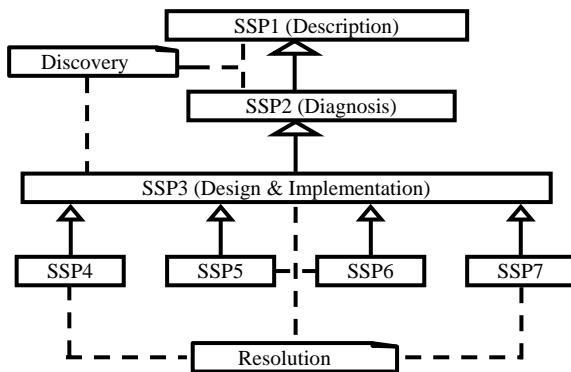 SSP1 (Description)
Discovery
SSP2 (Diagnosis)
SSP3 (Design & Implementation)
SSP4
SSP5
SSP6
SSP7
Resolution